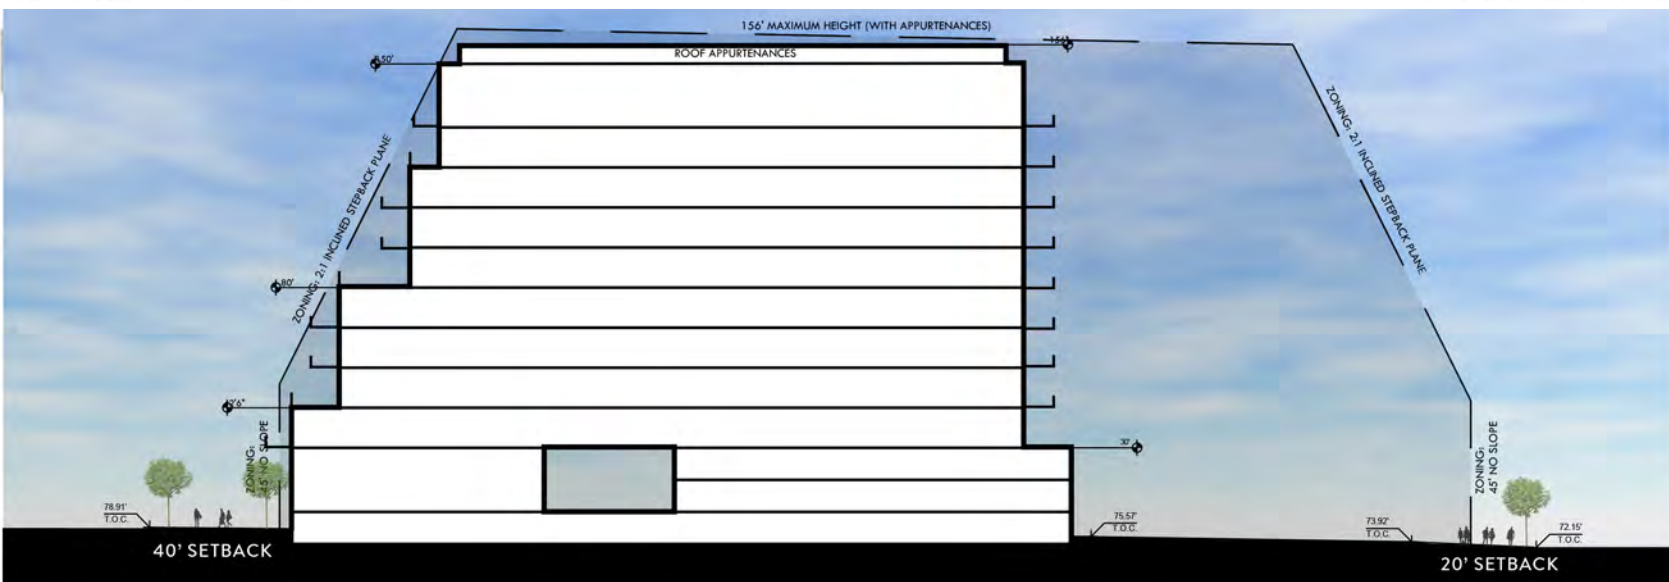 156' MAXIMUM HEIGHT (WITH APPURTENANCES)
156'
ROOF APPURTENANCES
ZONING: 2:1 INCLINED STEPBACK PLANE
ZONING: 2:1 INCLINED STEPBACK PLANE
80'
30'
ZONING:
45' NO SLOPE
ZONING:
45' NO SLOPE
78.91'
T.O.C.
75.57'
T.O.C.
73.92'
T.O.C.
72.15'
T.O.C.
40' SETBACK
20' SETBACK